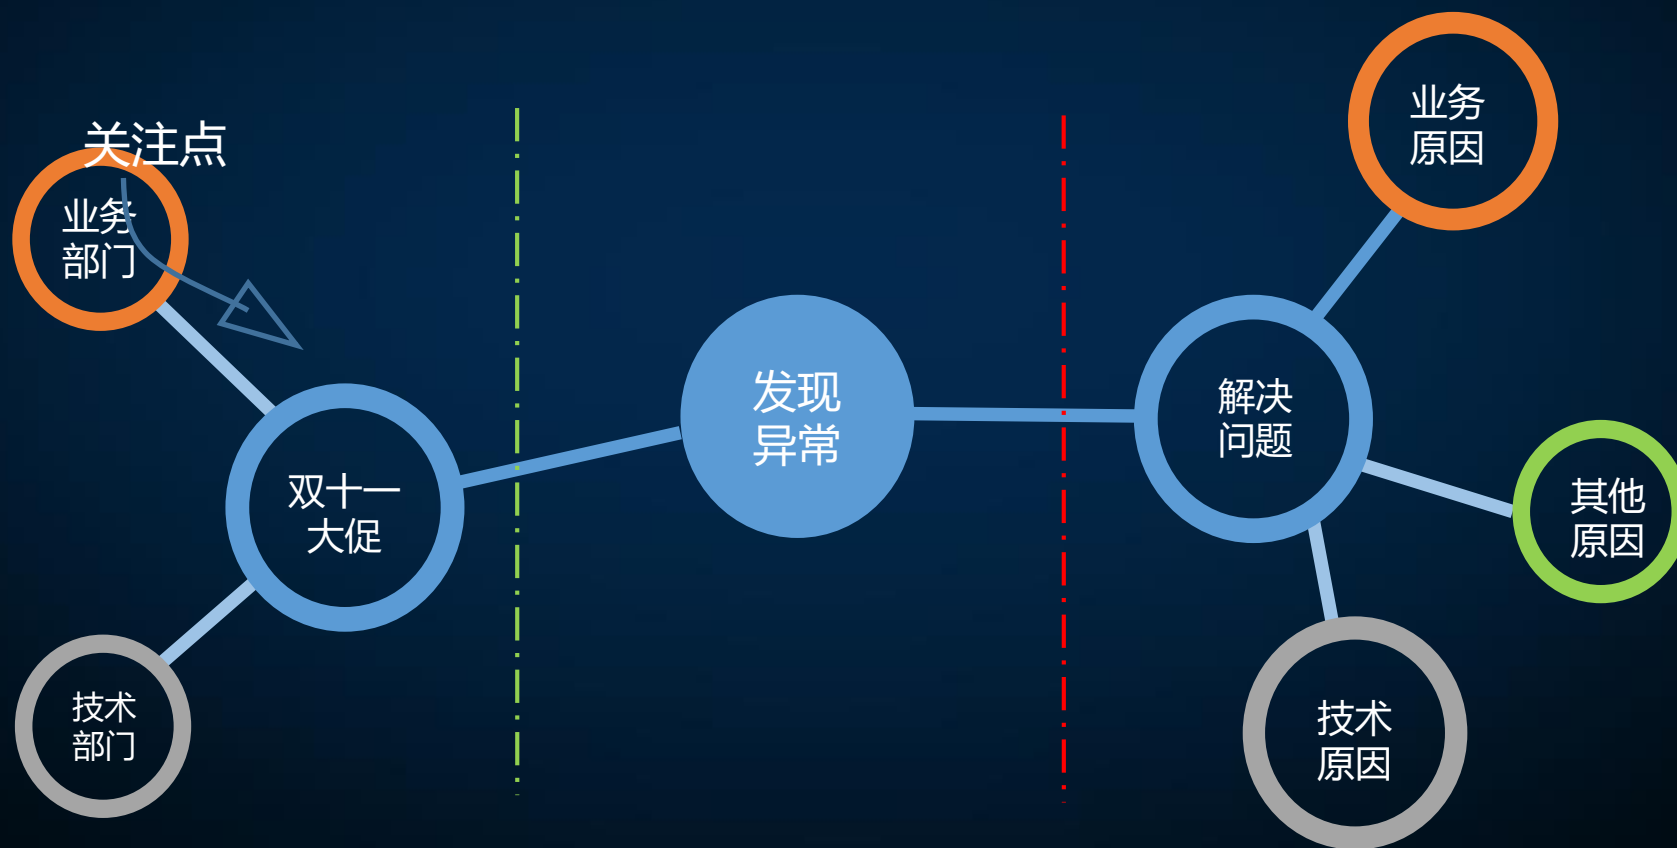 关注点
业务
部门
双十一
大促
技术
部门
发现
异常
解决
问题
业务
原因
其他
原因
技术
原因